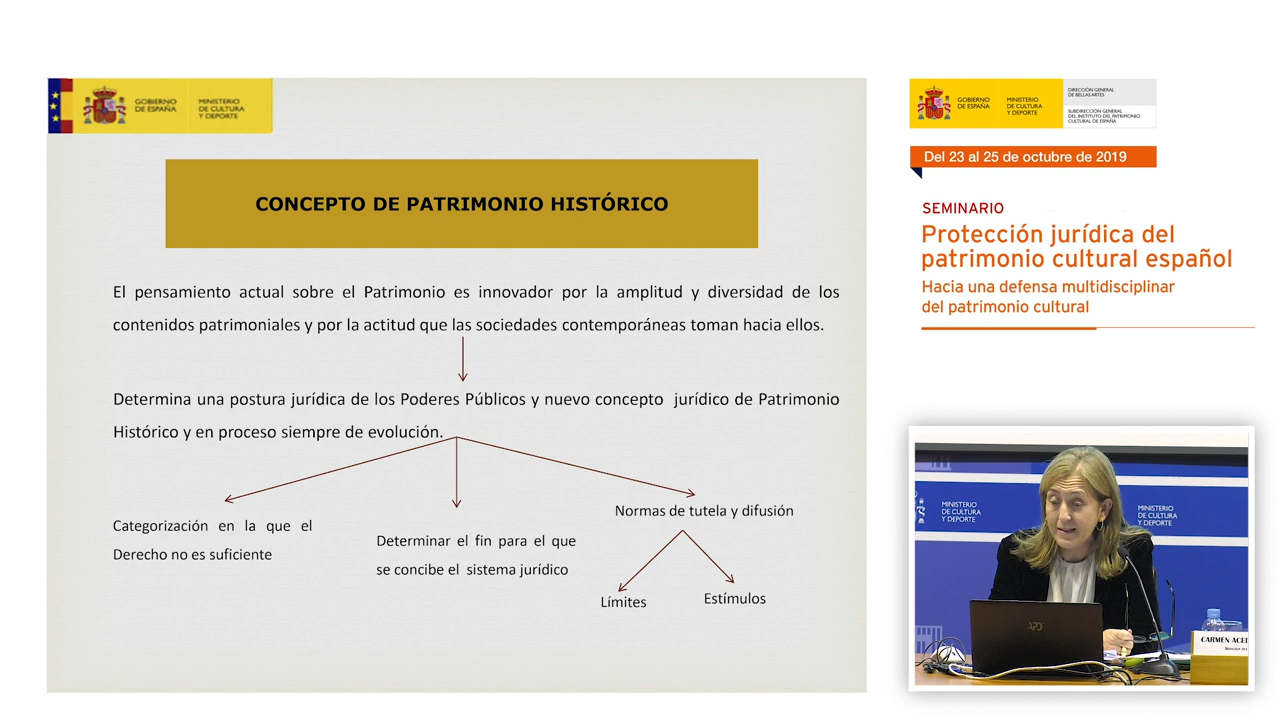 GOBIERNO
DE ESPAÑA
MINISTERIO
DE CULTURA
Y DEPORTE
CONCEPTO DE PATRIMONIO HISTÓRICO
El pensamiento actual sobre el Patrimonio es innovador por la amplitud y diversidad de los
contenidos patrimoniales y por la actitud que las sociedades contemporáneas toman hacia ellos.
Determina una postura jurídica de los Poderes Públicos y nuevo concepto jurídico de Patrimonio
Histórico y en proceso siempre de evolución.
Categorización en la que el
Derecho no es suficiente
Determinar el fin para el que
se concibe el sistema jurídico
Normas de tutela y difusión
Límites
Estímulos
GOBIERNO
DE ESPAÑA
MINISTERIO
DE CULTURA
Y DEPORTE
DIRECCIÓN GENERAL
DE BELLAS ARTES
SUBDIRECCIÓN GENERAL
DEL INSTITUTO DEL PATRIMONIO
CULTURAL DE ESPAÑA
Del 23 al 25 de octubre de 2019
SEMINARIO
Protección jurídica del
patrimonio cultural español
Hacia una defensa multidisciplinar
del patrimonio cultural
MINISTERIO
DE CULTURA
Y DEPORTE
MINISTERIO
DE CULTURA
Y DEPORTE
APD
CARMEN ACED